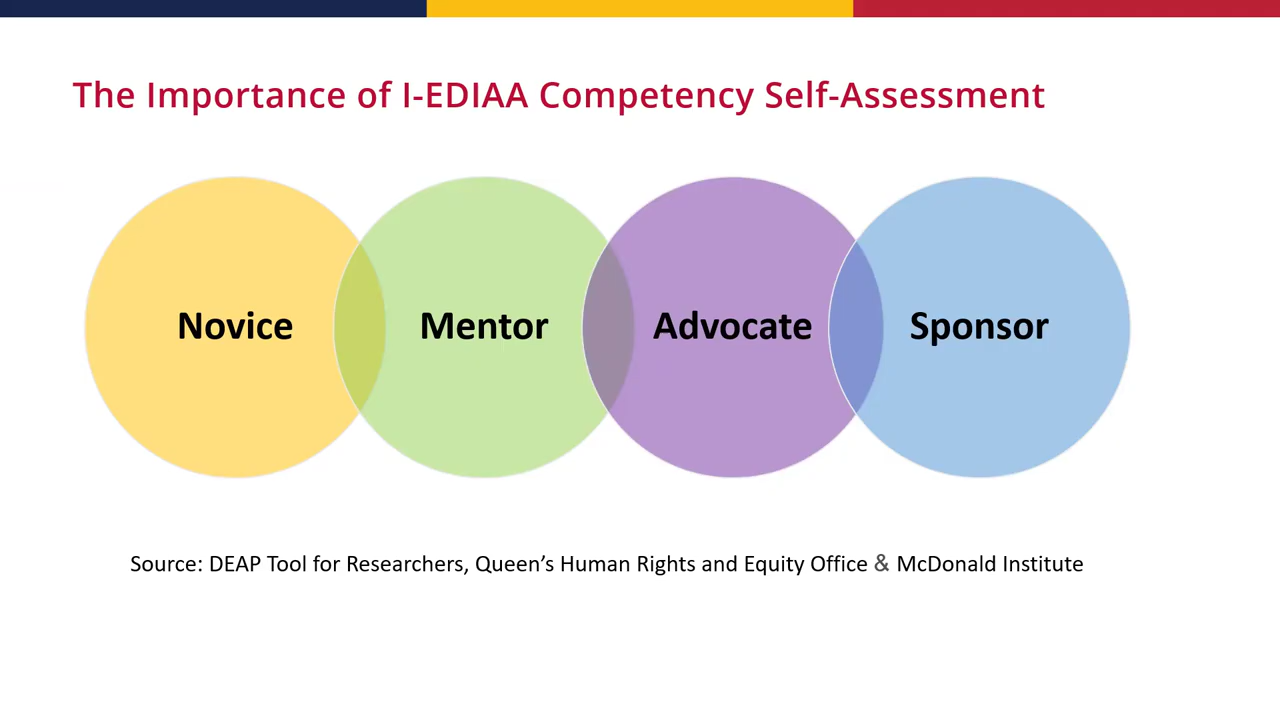 The Importance of I-EDIAA Competency Self-Assessment
Novice
Mentor
Advocate
Sponsor
Source: DEAP Tool for Researchers, Queen’s Human Rights and Equity Office & McDonald Institute